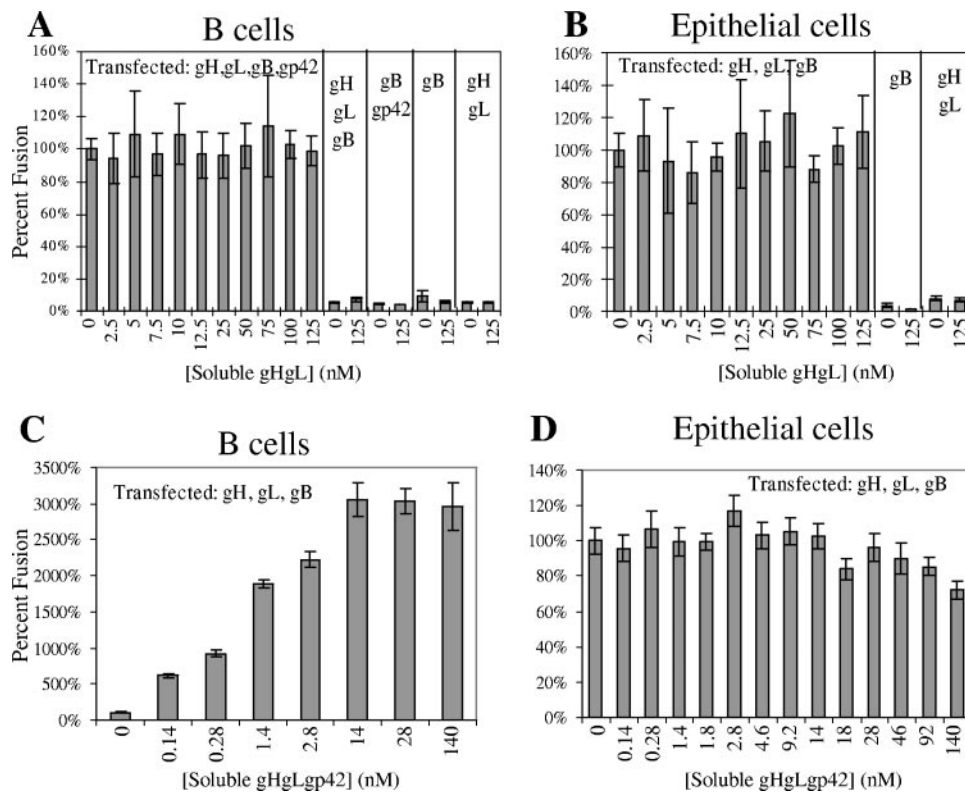 A
B cells
160%
140%
120%
100%
80%
60%
40%
20%
0%
Percent Fusion
Transfected: gH,gL,gB,gp42
gH
gL
gB
gB
gp42
gB
gH
gL
0 2.5 5 7.5 10 12.5 25 50 75 100 125 0 125 0 125 0 125 0 125
[Soluble gHgL] (nM)
B
Epithelial cells
160%
140%
120%
100%
80%
60%
40%
20%
0%
Transfected: gH, gL, gB
gB
gH
gL
0 2.5 5 7.5 10 12.5 25 50 75 100 125 0 125 0 125
[Soluble gHgL] (nM)
C
B cells
3500%
3000%
2500%
2000%
1500%
1000%
500%
0%
Percent Fusion
Transfected: gH, gL, gB
0 0.14 0.28 1.4 2.8 14 28 140
[Soluble gHgLgp42] (nM)
D
Epithelial cells
140%
120%
100%
80%
60%
40%
20%
0%
Transfected: gH, gL, gB
0 0.14 0.28 1.4 1.8 2.8 4.6 9.2 14 18 28 46 92 140
[Soluble gHgLgp42] (nM)